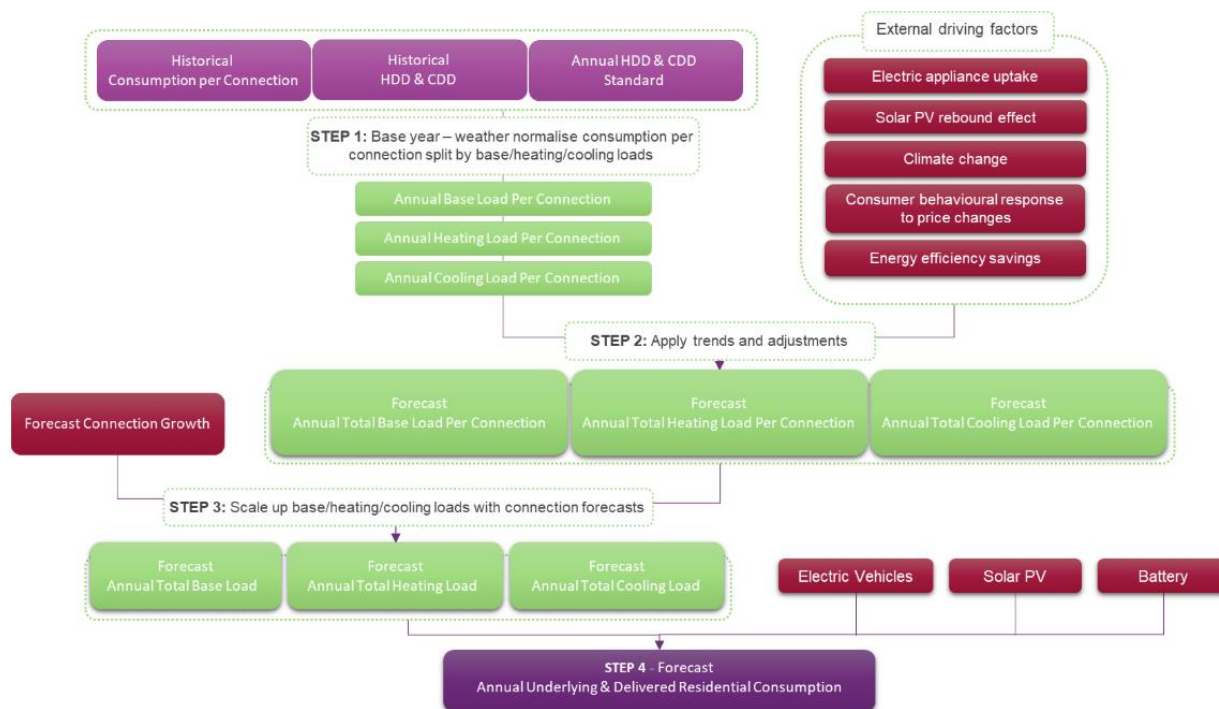 Historical
Consumption per Connection
Historical
HDD & CDD
Annual HDD & CDD
Standard
External driving factors
Electric appliance uptake
Solar PV rebound effect
Climate change
Consumer behavioural response
to price changes
Energy efficiency savings
STEP 1: Base year – weather normalise consumption per
connection split by base/heating/cooling loads
Annual Base Load Per Connection
Annual Heating Load Per Connection
Annual Cooling Load Per Connection
STEP 2: Apply trends and adjustments
Forecast Connection Growth
Forecast
Annual Total Base Load Per Connection
Forecast
Annual Total Heating Load Per Connection
Forecast
Annual Total Cooling Load Per Connection
STEP 3: Scale up base/heating/cooling loads with connection forecasts
Forecast
Annual Total Base Load
Forecast
Annual Total Heating Load
Forecast
Annual Total Cooling Load
Electric Vehicles
Solar PV
Battery
STEP 4 - Forecast
Annual Underlying & Delivered Residential Consumption